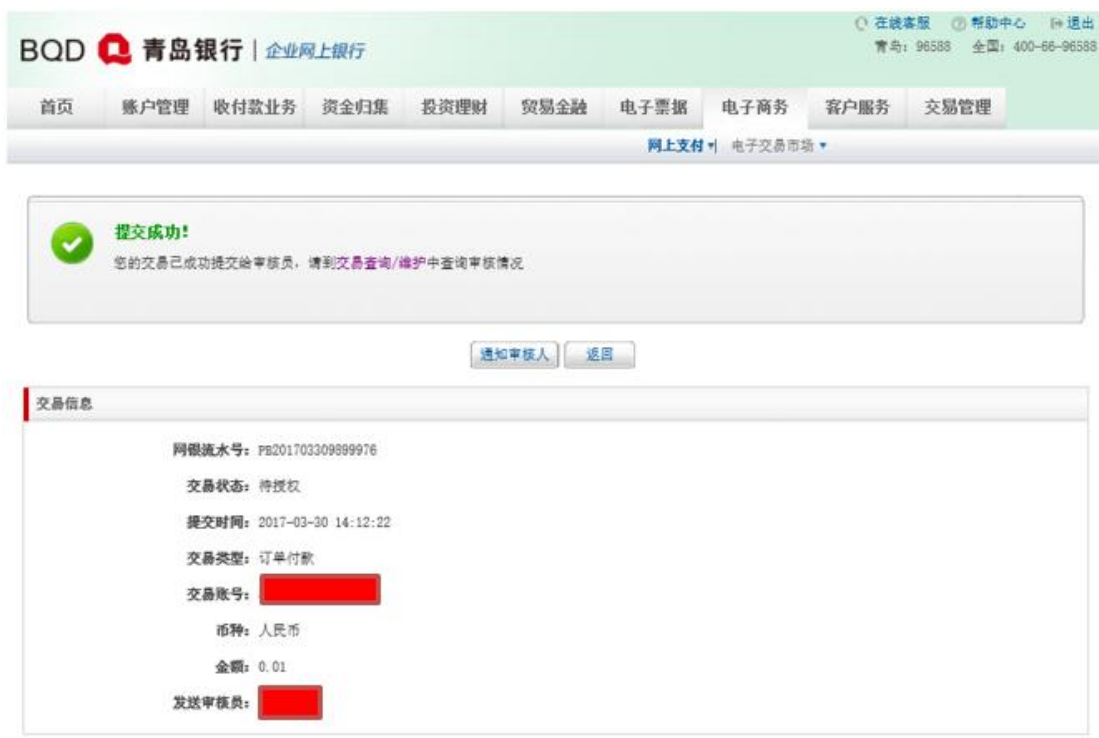 在线客服 帮助中心 退出
BQD 青岛银行 | 企业网上银行
青岛：96588 全国：400-66-96588
首页 账户管理 收付款业务 资金归集 投资理财 贸易金融 电子票据 电子商务 客户服务 交易管理
网上支付 电子交易市场
提交成功!
您的交易已成功提交给审核员，请到交易查询/维护中查询审核情况
通知审核人 返回
交易信息
网银流水号：PB201703309899976
交易状态：待授权
提交时间：2017-03-30 14:12:22
交易类型：订单付款
交易账号：
币种：人民币
金额：0.01
发送审核员：